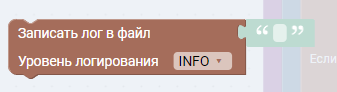 Записать лог в файл “ ”
Уровень логирования INFO
Если